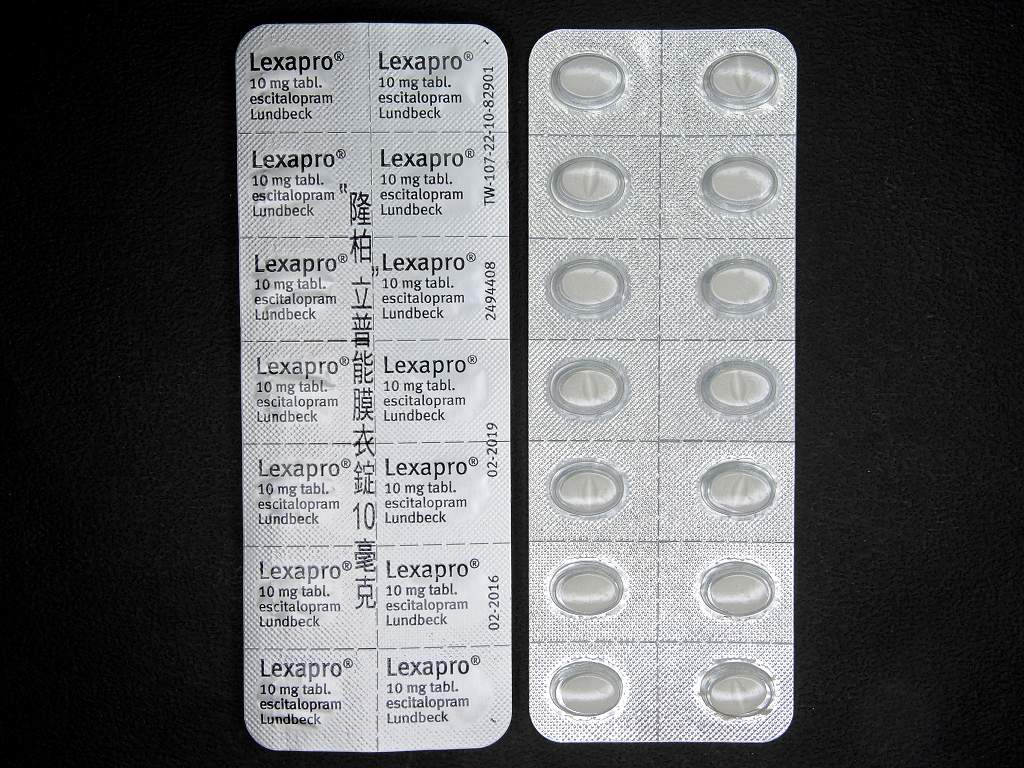 Lexapro®
10 mg tabl.
escitalopram
Lundbeck
Lexapro®
10 mg tabl.
escitalopram
Lundbeck
Lexapro®
10 mg tabl.
escitalopram
Lundbeck
Lexapro®
10 mg tabl.
escitalopram
Lundbeck
Lexapro®
10 mg tabl.
escitalopram
Lundbeck
Lexapro®
10 mg tabl.
escitalopram
Lundbeck
Lexapro®
10 mg tabl.
escitalopram
Lundbeck
Lexapro®
10 mg tabl.
escitalopram
Lundbeck
Lexapro®
10 mg tabl.
escitalopram
Lundbeck
Lexapro®
10 mg tabl.
escitalopram
Lundbeck
Lexapro®
10 mg tabl.
escitalopram
Lundbeck
Lexapro®
10 mg tabl.
escitalopram
Lundbeck
Lexapro®
10 mg tabl.
escitalopram
Lundbeck
Lexapro®
10 mg tabl.
escitalopram
Lundbeck
"隆柏"立普能膜衣錠10毫克
TW-107-22-10-82901
2494408
02-2019
02-2016